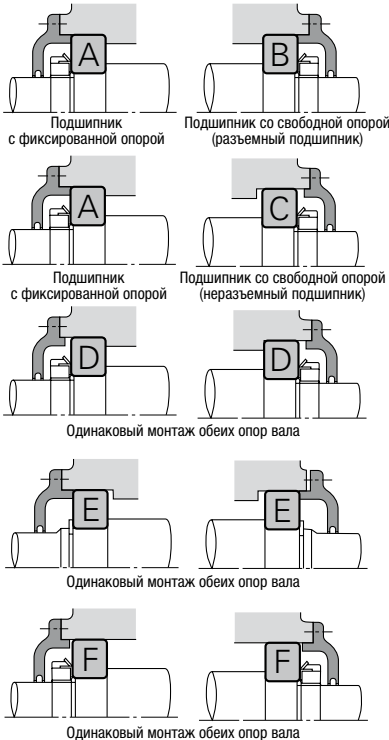 A
B
Подшипник
с фиксированной опорой
Подшипник со свободной опорой
(разъемный подшипник)
A
C
Подшипник
с фиксированной опорой
Подшипник со свободной опорой
(неразъемный подшипник)
D
D
Одинаковый монтаж обеих опор вала
E
E
Одинаковый монтаж обеих опор вала
F
F
Одинаковый монтаж обеих опор вала